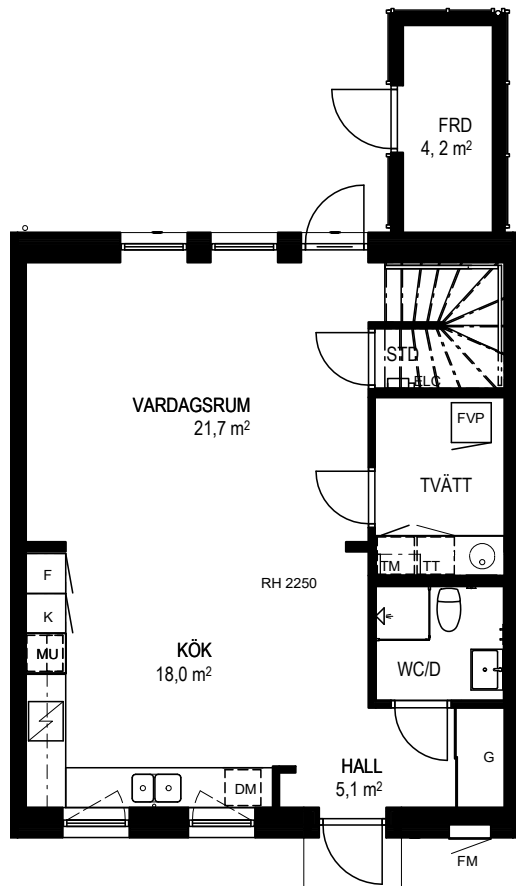 FRD
4, 2 m²
STD
ELC
VARDAGSRUM
21,7 m²
FVP
TVÄTT
TM
TT
F
RH 2250
K
MU
KÖK
18,0 m²
WC/D
HALL
5,1 m²
G
DM
FM